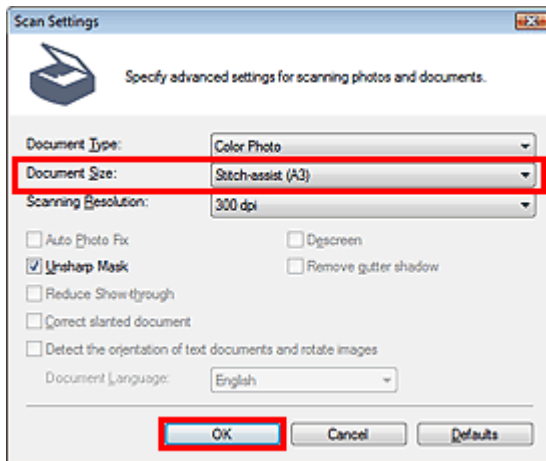 Scan Settings
Specify advanced settings for scanning photos and documents.
Document Type: Color Photo
Document Size: Stitch-assist (A3)
Scanning Resolution: 300 dpi
Auto Photo Fix Descreen
Unsharp Mask Remove gutter shadow
Reduce Show-through
Correct slanted document
Detect the orientation of text documents and rotate images
Document Language: English
OK Cancel Defaults